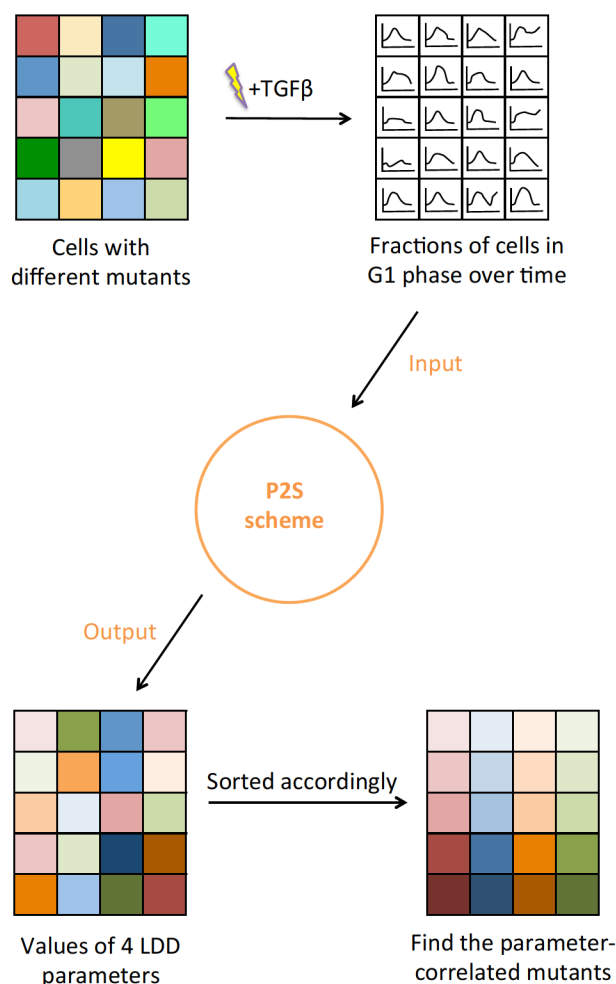 +TGFβ
Cells with
different mutants
Fractions of cells in
G1 phase over time
Input
P2S
scheme
Output
Sorted accordingly
Values of 4 LDD
parameters
Find the parameter-
correlated mutants